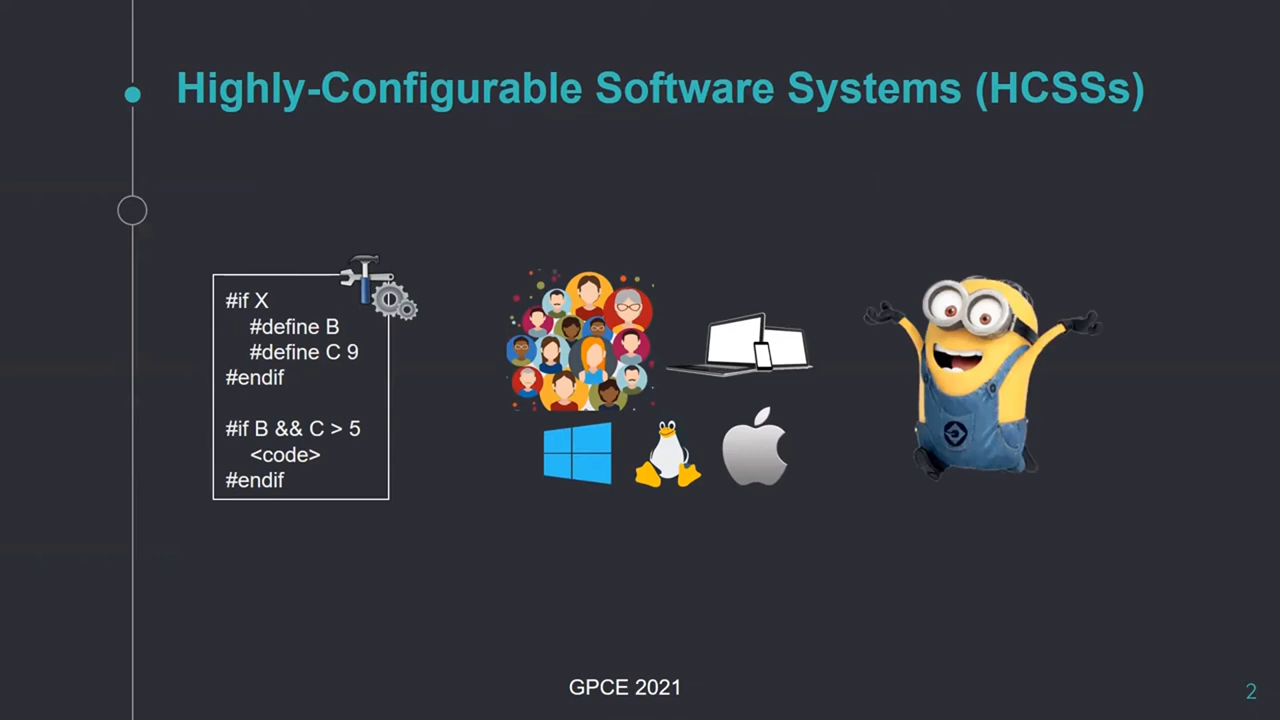 Highly-Configurable Software Systems (HCSSs)
#if X
#define B
#define C 9
#endif
#if B && C > 5
<code>
#endif
GPCE 2021
2